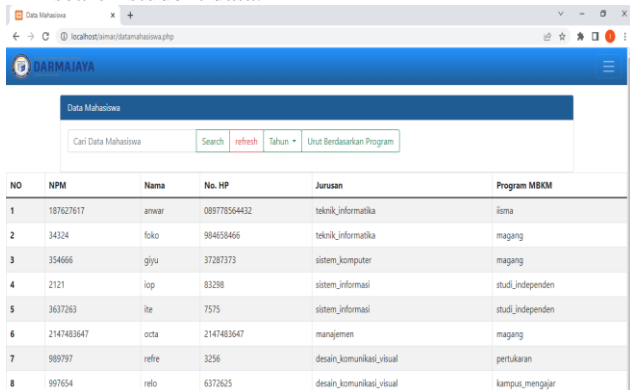 Data Mahasiswa
localhost/aimar/datamahasiswa.php
DARMAJAYA
Data Mahasiswa
Cari Data Mahasiswa Search refresh Tahun Urut Berdasarkan Program
NO NPM Nama No. HP Jurusan Program MBKM
1 187627617 anwar 089778564432 teknik_informatika iisma
2 34324 foko 984658466 teknik_informatika magang
3 354666 giyu 37287373 sistem_komputer magang
4 2121 iop 83298 sistem_informasi studi_independen
5 3637263 ite 7575 sistem_informasi studi_independen
6 2147483647 octa 2147483647 manajemen magang
7 989797 refre 3256 desain_komunikasi_visual pertukaran
8 997654 relo 6372625 desain_komunikasi_visual kampus_mengajar